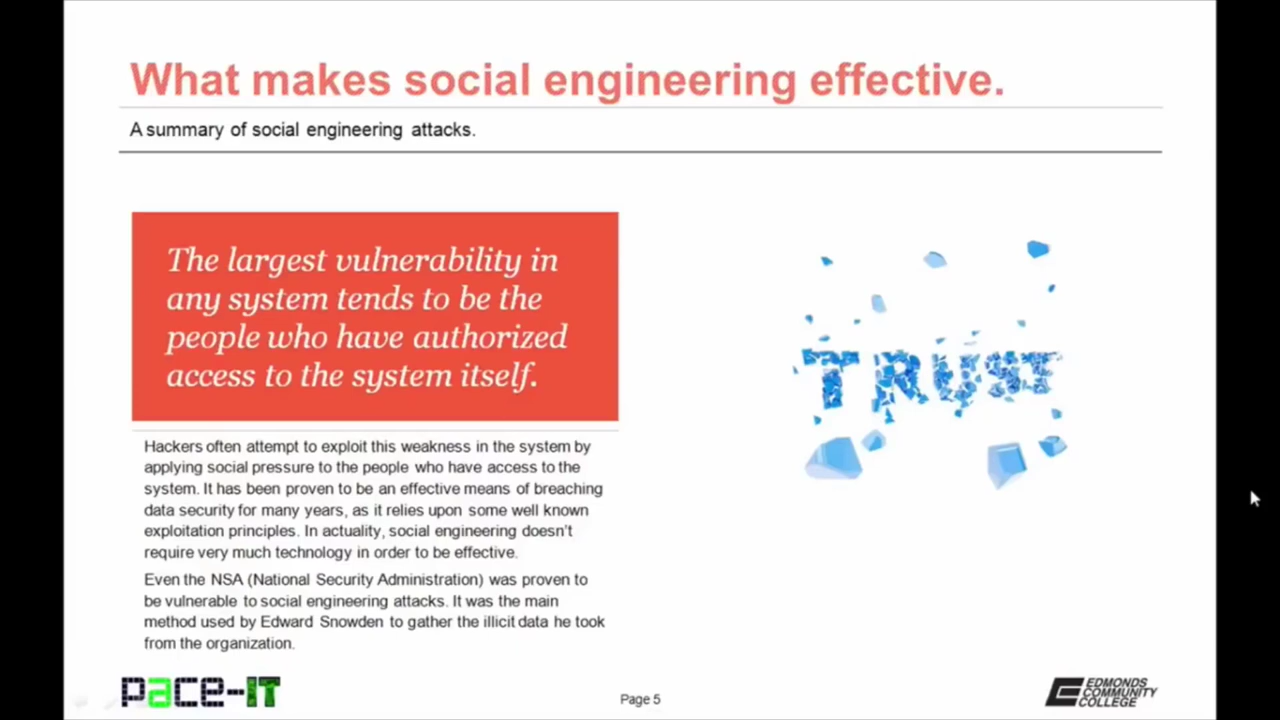 What makes social engineering effective.
A summary of social engineering attacks.
The largest vulnerability in
any system tends to be the
people who have authorized
access to the system itself.
TRUST
Hackers often attempt to exploit this weakness in the system by
applying social pressure to the people who have access to the
system. It has been proven to be an effective means of breaching
data security for many years, as it relies upon some well known
exploitation principles. In actuality, social engineering doesn't
require very much technology in order to be effective.
Even the NSA (National Security Administration) was proven to
be vulnerable to social engineering attacks. It was the main
method used by Edward Snowden to gather the illicit data he took
from the organization.
pace-IT
Page 5
EDMONDS
COMMUNITY
COLLEGE